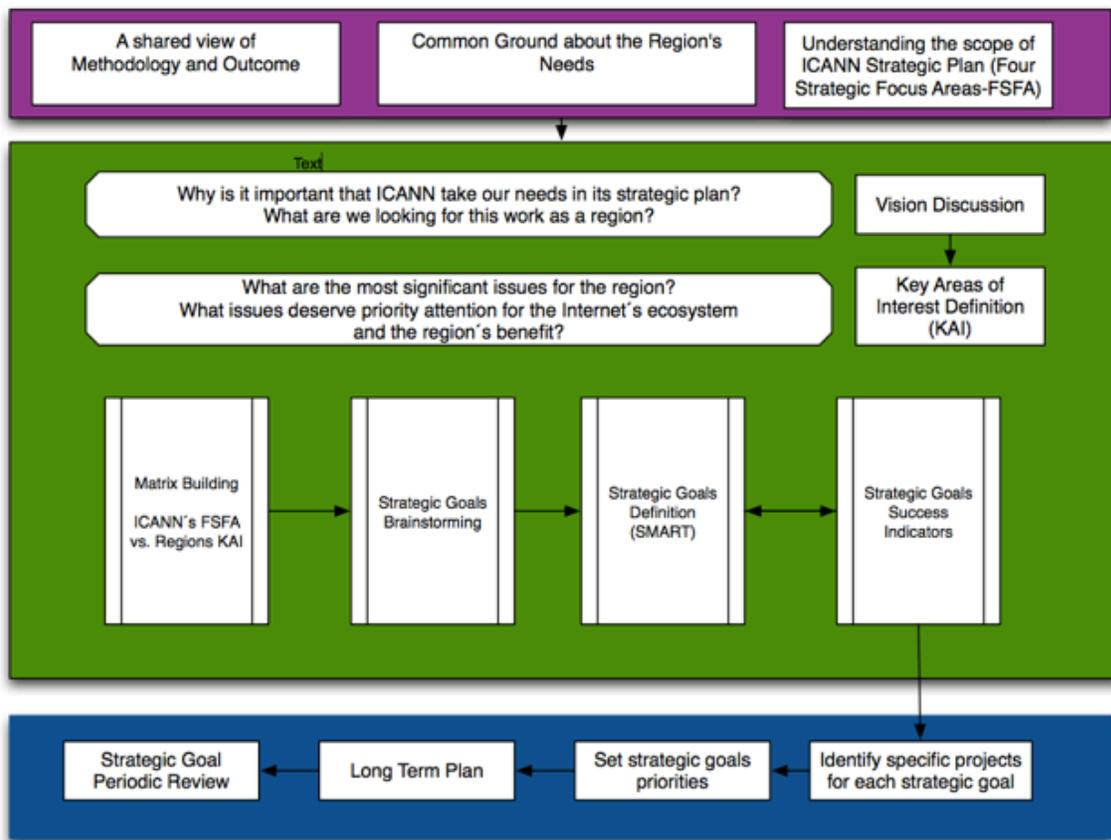 A shared view of
Methodology and Outcome
Common Ground about the Region's
Needs
Understanding the scope of
ICANN Strategic Plan (Four
Strategic Focus Areas-FSFA)
Text
Why is it important that ICANN take our needs in its strategic plan?
What are we looking for this work as a region?
Vision Discussion
What are the most significant issues for the region?
What issues deserve priority attention for the Internet´s ecosystem
and the region´s benefit?
Key Areas of
Interest Definition
(KAI)
Matrix Building
ICANN´s FSFA
vs. Regions KAI
Strategic Goals
Brainstorming
Strategic Goals
Definition
(SMART)
Strategic Goals
Success
Indicators
Strategic Goal
Periodic Review
Long Term Plan
Set strategic goals
priorities
Identify specific projects
for each strategic goal